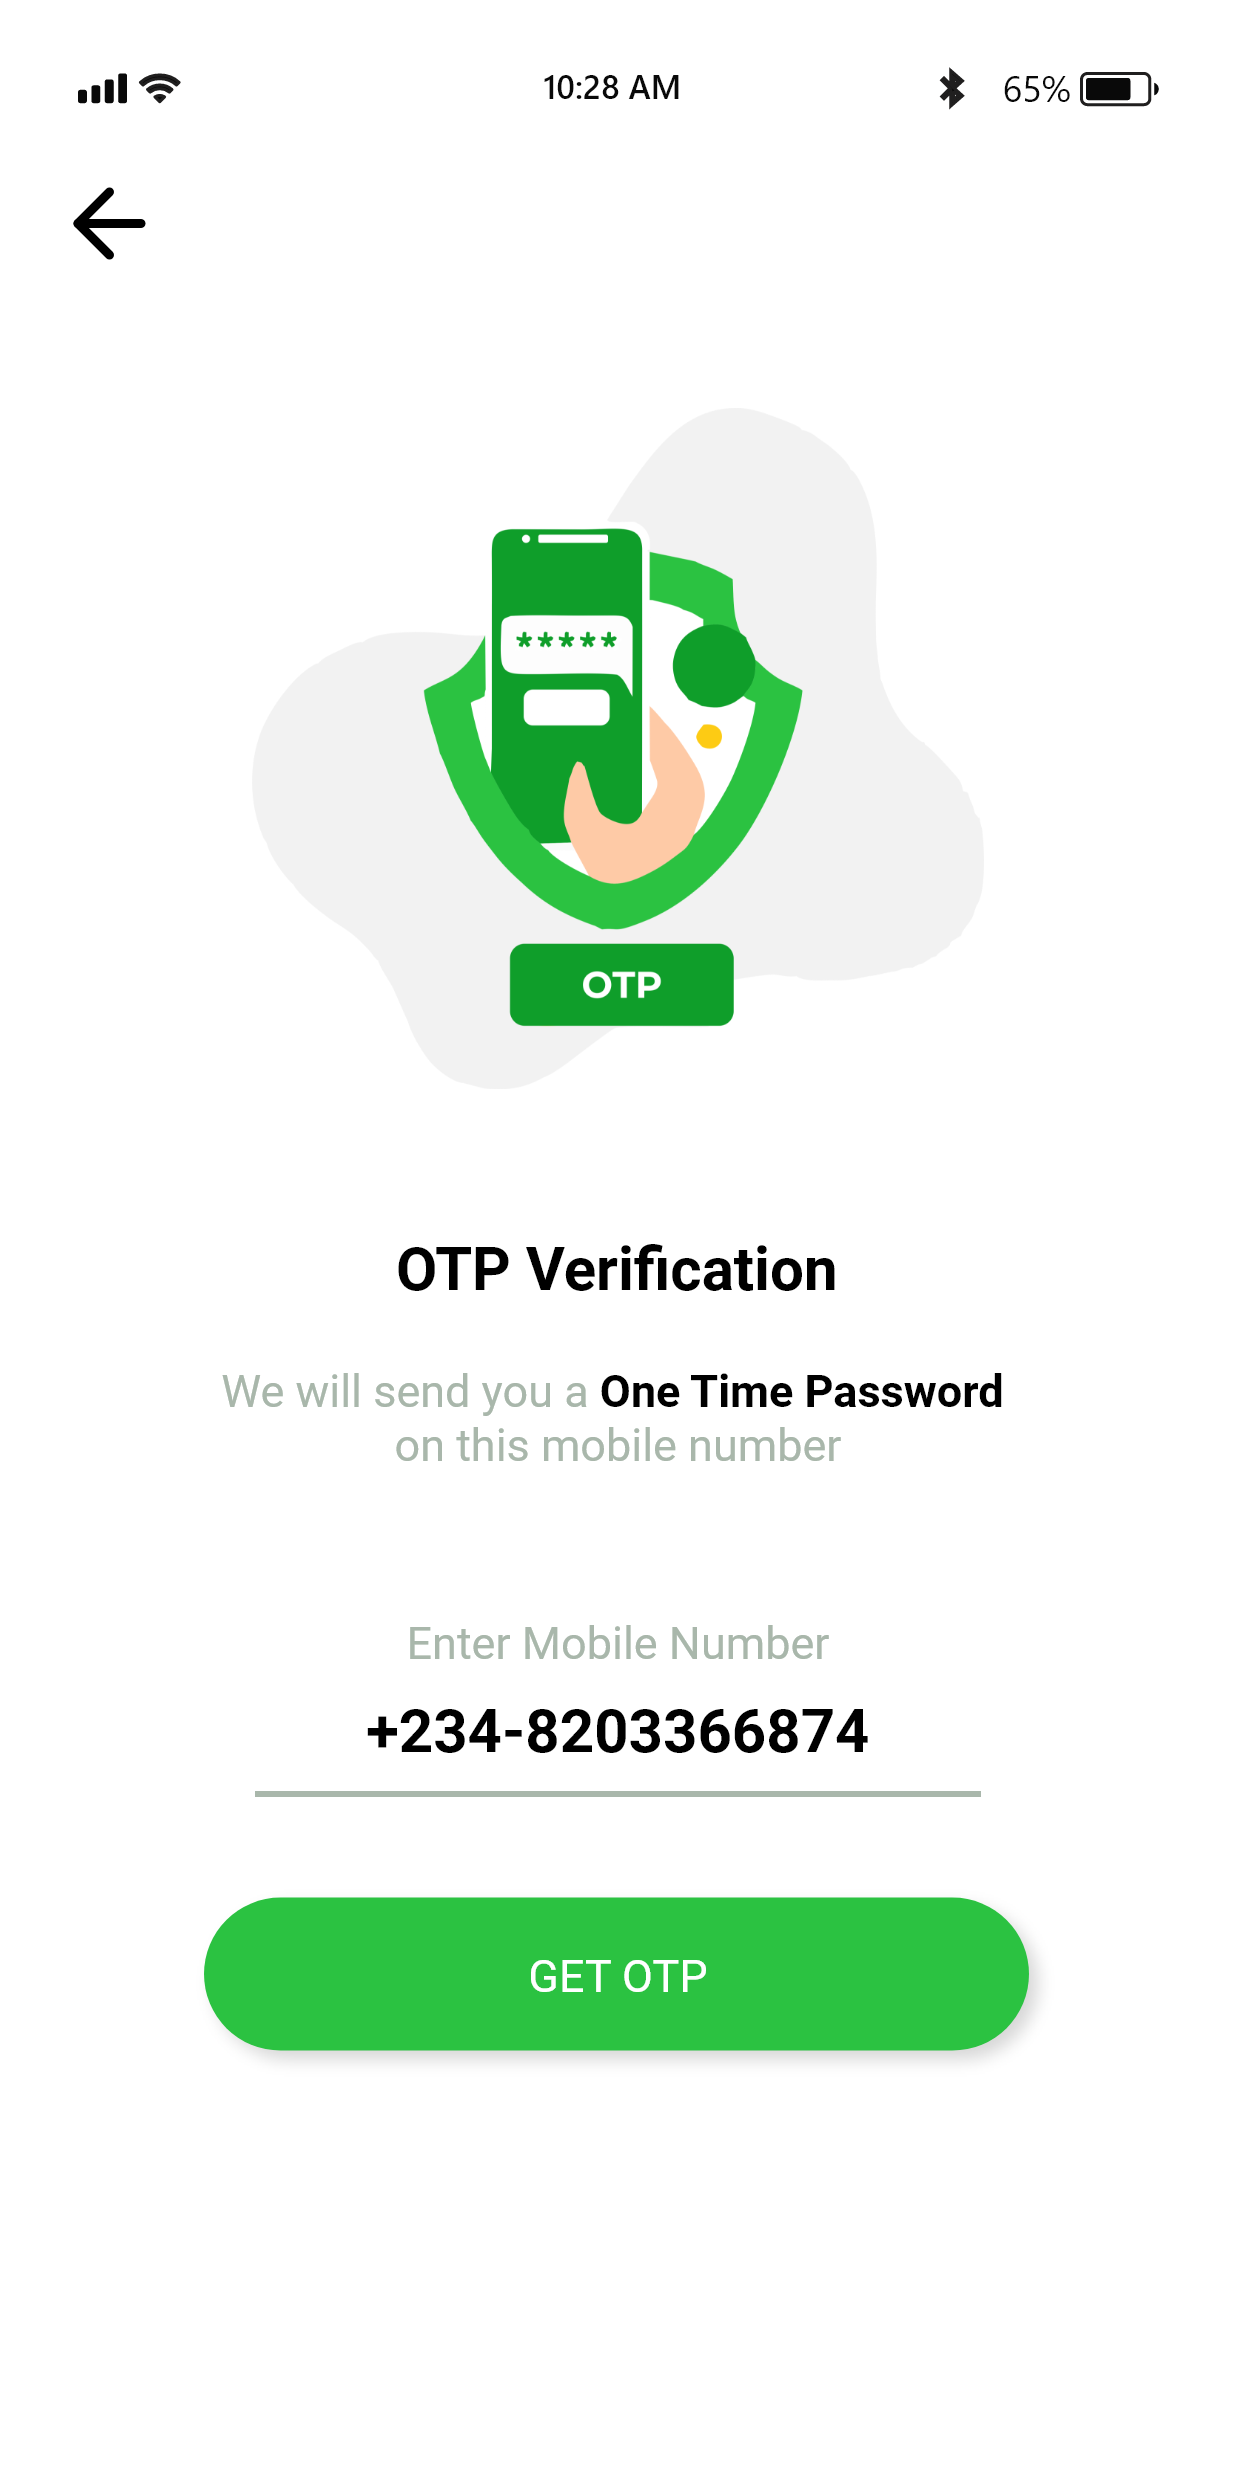 10:28 AM
65%
*****
OTP
OTP Verification
We will send you a One Time Password
on this mobile number
Enter Mobile Number
+234-8203366874
GET OTP